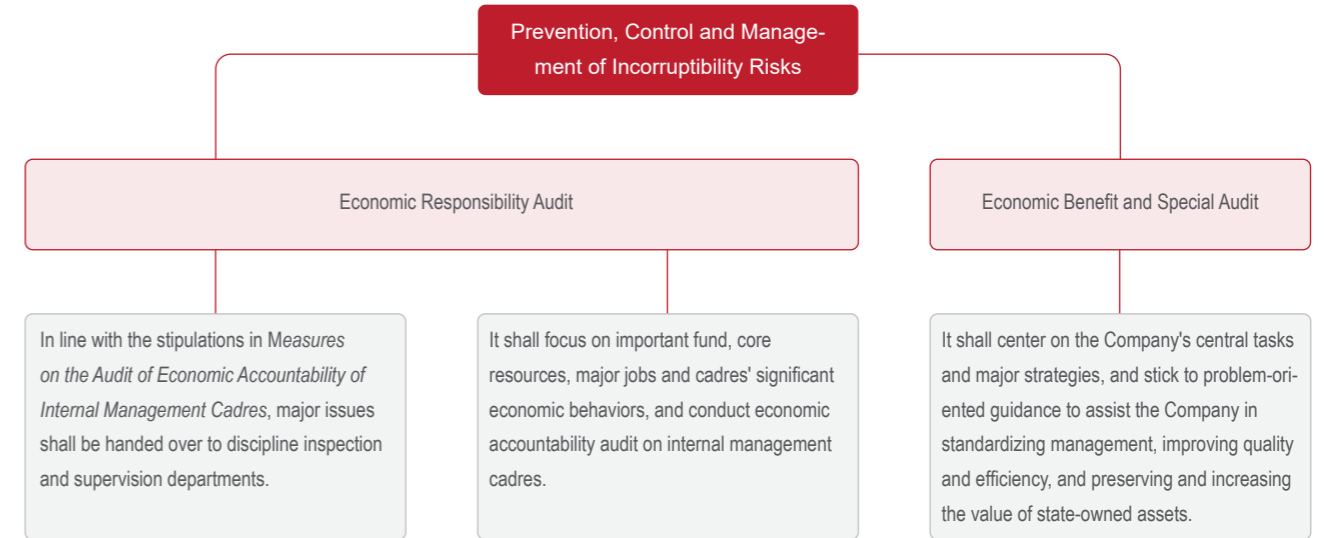 Prevention, Control and Manage-
ment of Incorruptibility Risks
Economic Responsibility Audit
Economic Benefit and Special Audit
In line with the stipulations in Measures
on the Audit of Economic Accountability of
Internal Management Cadres, major issues
shall be handed over to discipline inspection
and supervision departments.
It shall focus on important fund, core
resources, major jobs and cadres' significant
economic behaviors, and conduct economic
accountability audit on internal management
cadres.
It shall center on the Company's central tasks
and major strategies, and stick to problem-ori-
ented guidance to assist the Company in
standardizing management, improving quality
and efficiency, and preserving and increasing
the value of state-owned assets.